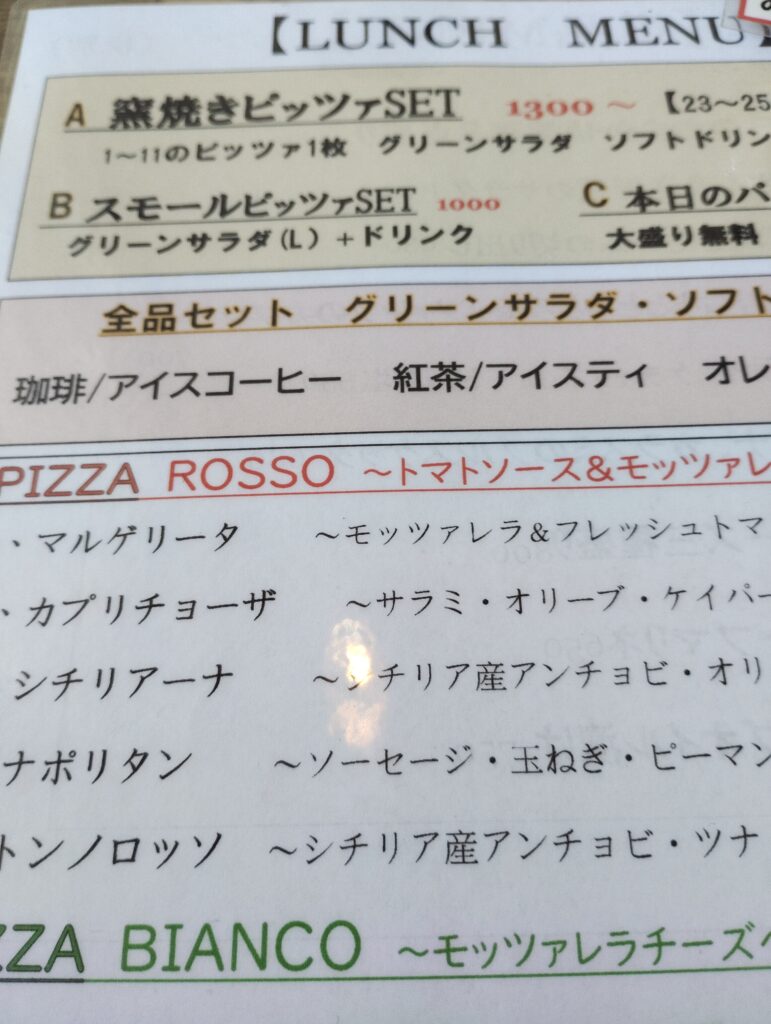 【LUNCH MENU】
A 窯焼きピッツァSET 1300 ～ 【23～25
1～11のピッツァ1枚 グリーンサラダ ソフトドリン
B スモールピッツァSET 1000
グリーンサラダ(L) +ドリンク
C 本日のパ
大盛り無料
全品セット グリーンサラダ・ソフト
珈琲/アイスコーヒー 紅茶/アイスティ オレ
PIZZA ROSSO ～トマトソース&モッツァレ
・マルゲリータ ～モッツァレラ&フレッシュトマ
・カプリチョーザ ～サラミ・オリーブ・ケイパー
シチリアーナ ～シチリア産アンチョビ・オリ
ナポリタン ～ソーセージ・玉ねぎ・ピーマン
トンノロッソ ～シチリア産アンチョビ・ツナ
ZZA BIANCO ～モッツァレラチーズベ